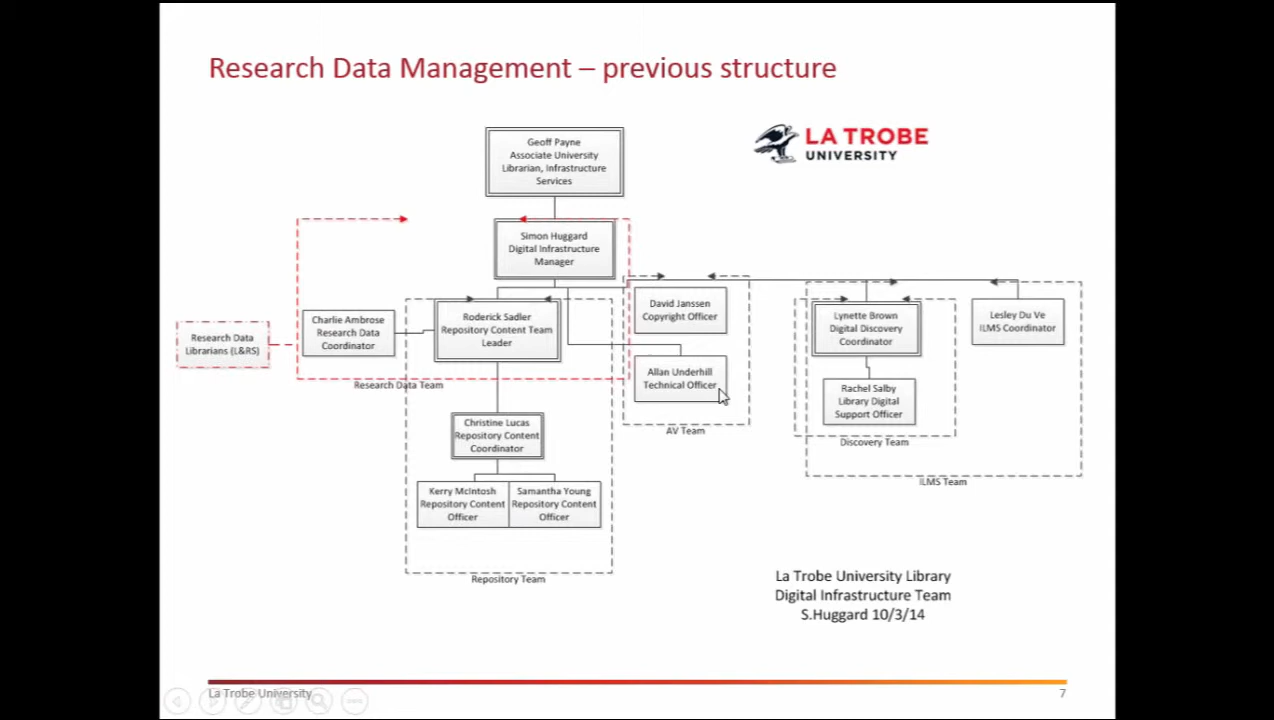 Research Data Management – previous structure
LA TROBE
UNIVERSITY
Geoff Payne
Associate University
Librarian, Infrastructure
Services
Simon Huggard
Digital Infrastructure
Manager
Research Data
Librarians (L&RS)
Charlie Ambrose
Research Data
Coordinator
Roderick Sadler
Repository Content Team
Leader
Research Data Team
David Janssen
Copyright Officer
Allan Underhill
Technical Officer
AV Team
Lynette Brown
Digital Discovery
Coordinator
Rachel Salby
Library Digital
Support Officer
Discovery Team
Lesley Du Ve
ILMS Coordinator
ILMS Team
Christine Lucas
Repository Content
Coordinator
Kerry McIntosh
Repository Content
Officer
Samantha Young
Repository Content
Officer
Repository Team
La Trobe University Library
Digital Infrastructure Team
S.Huggard 10/3/14
La Trobe University
7